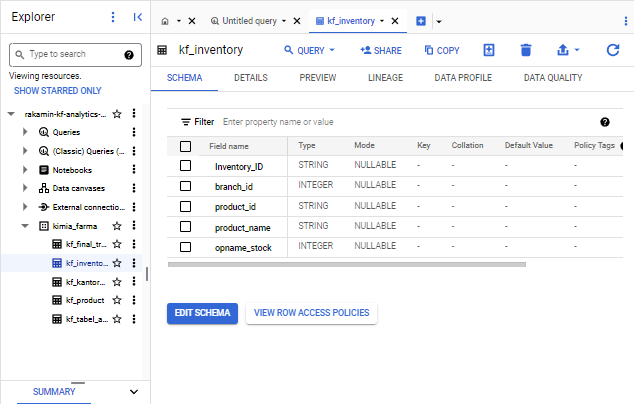 Explorer
Untitled query
kf_inventory
Type to search
Viewing resources.
SHOW STARRED ONLY
rakamin-kf-analytics-...
Queries
(Classic) Queries (...
Notebooks
Data canvases
External connectio...
kimia_farma
kf_final_tr...
kf_invento...
kf_kantor...
kf_product
kf_tabel_a...
SUMMARY
kf_inventory
QUERY
SHARE
COPY
SCHEMA
DETAILS
PREVIEW
LINEAGE
DATA PROFILE
DATA QUALITY
Filter Enter property name or value
Field name Type Mode Key Collation Default Value Policy Tags
Inventory_ID STRING NULLABLE - - - -
branch_id INTEGER NULLABLE - - - -
product_id STRING NULLABLE - - - -
product_name STRING NULLABLE - - - -
opname_stock INTEGER NULLABLE - - - -
EDIT SCHEMA
VIEW ROW ACCESS POLICIES